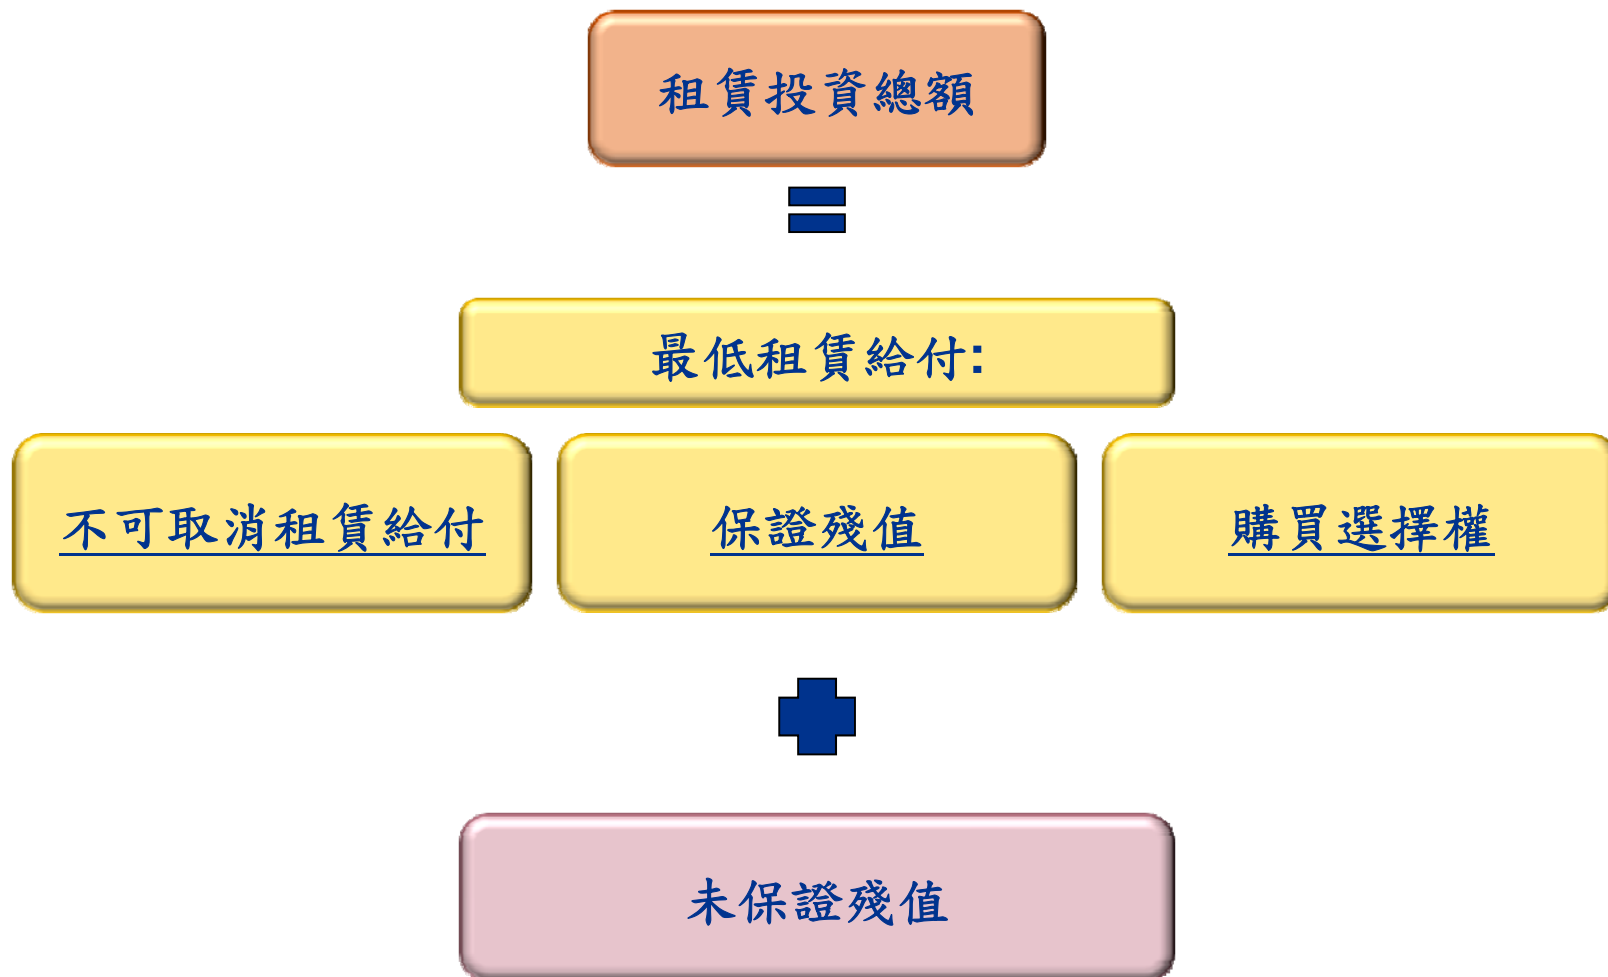 租賃投資總額
最低租賃給付:
不可取消租賃給付
保證殘值
購買選擇權
未保證殘值